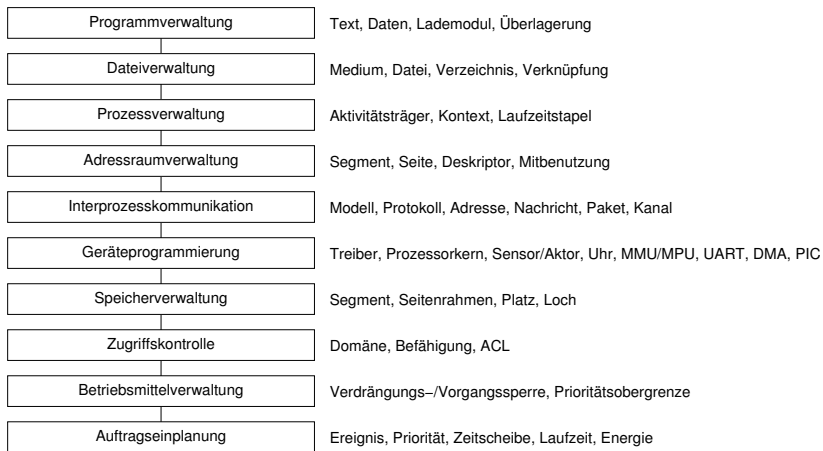 Programmverwaltung Text, Daten, Lademodul, Überlagerung
Dateiverwaltung Medium, Datei, Verzeichnis, Verknüpfung
Prozessverwaltung Aktivitätsträger, Kontext, Laufzeitstapel
Adressraumverwaltung Segment, Seite, Deskriptor, Mitbenutzung
Interprozesskommunikation Modell, Protokoll, Adresse, Nachricht, Paket, Kanal
Geräteprogrammierung Treiber, Prozessorkern, Sensor/Aktor, Uhr, MMU/MPU, UART, DMA, PIC
Speicherverwaltung Segment, Seitenrahmen, Platz, Loch
Zugriffskontrolle Domäne, Befähigung, ACL
Betriebsmittelverwaltung Verdrängungs−/Vorgangssperre, Prioritätsobergrenze
Auftragseinplanung Ereignis, Priorität, Zeitscheibe, Laufzeit, Energie